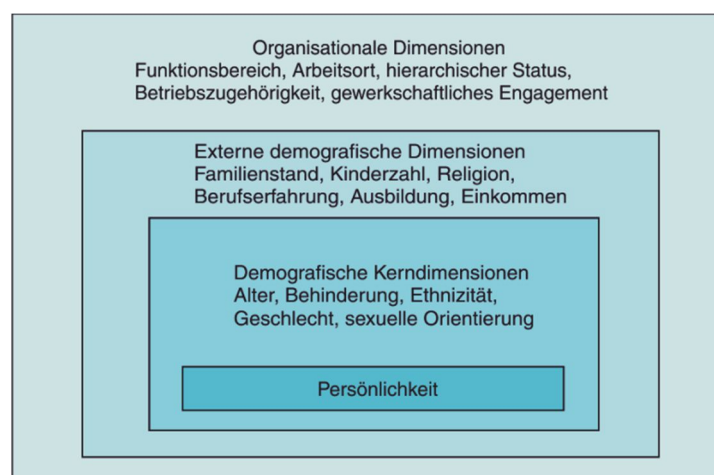 Organisationale Dimensionen
Funktionsbereich, Arbeitsort, hierarchischer Status,
Betriebszugehörigkeit, gewerkschaftliches Engagement
Externe demografische Dimensionen
Familienstand, Kinderzahl, Religion,
Berufserfahrung, Ausbildung, Einkommen
Demografische Kerndimensionen
Alter, Behinderung, Ethnizität,
Geschlecht, sexuelle Orientierung
Persönlichkeit